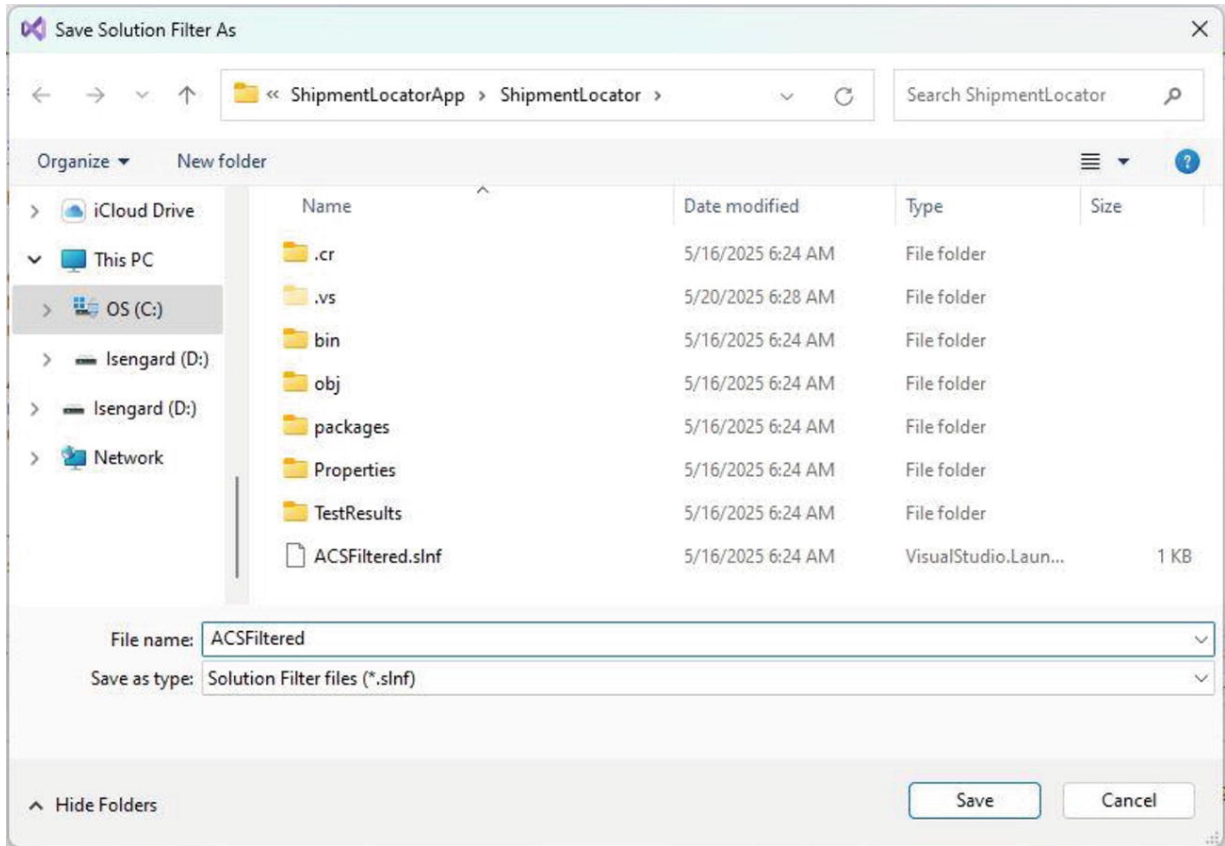 Save Solution Filter As
« ShipmentLocatorApp > ShipmentLocator >
Search ShipmentLocator
Organize
New folder
iCloud Drive
This PC
OS (C:)
Isengard (D:)
Isengard (D:)
Network
Name Date modified Type Size
.cr 5/16/2025 6:24 AM File folder
.vs 5/20/2025 6:28 AM File folder
bin 5/16/2025 6:24 AM File folder
obj 5/16/2025 6:24 AM File folder
packages 5/16/2025 6:24 AM File folder
Properties 5/16/2025 6:24 AM File folder
TestResults 5/16/2025 6:24 AM File folder
ACSFiltered.slnf 5/16/2025 6:24 AM VisualStudio.Laun... 1 KB
File name: ACSFiltered
Save as type: Solution Filter files (*.slnf)
Hide Folders
Save
Cancel